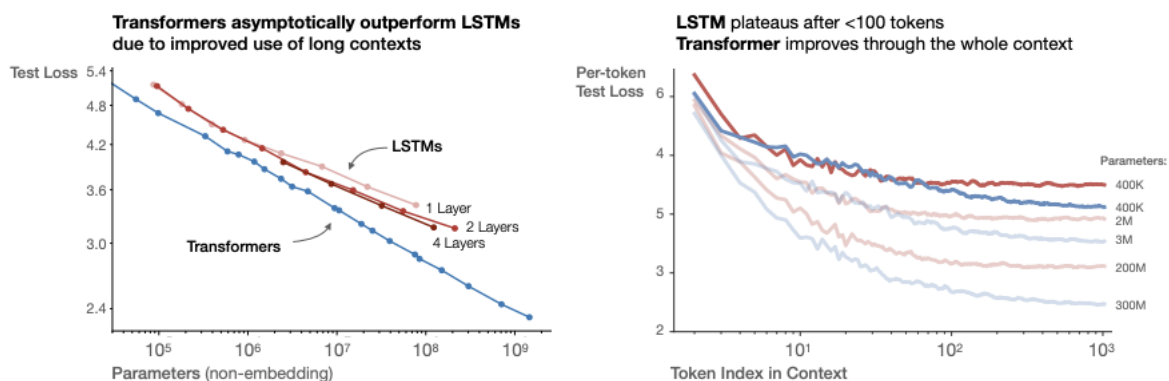 Transformers asymptotically outperform LSTMs
due to improved use of long contexts
Test Loss
5.4
4.8
4.2
3.6
3.0
2.4
LSTMs
1 Layer
2 Layers
4 Layers
Transformers
10⁵ 10⁶ 10⁷ 10⁸ 10⁹
Parameters (non-embedding)
LSTM plateaus after <100 tokens
Transformer improves through the whole context
Per-token
Test Loss
6
4
5
3
2
Parameters:
400K
400K
2M
3M
200M
300M
10¹ 10² 10³
Token Index in Context